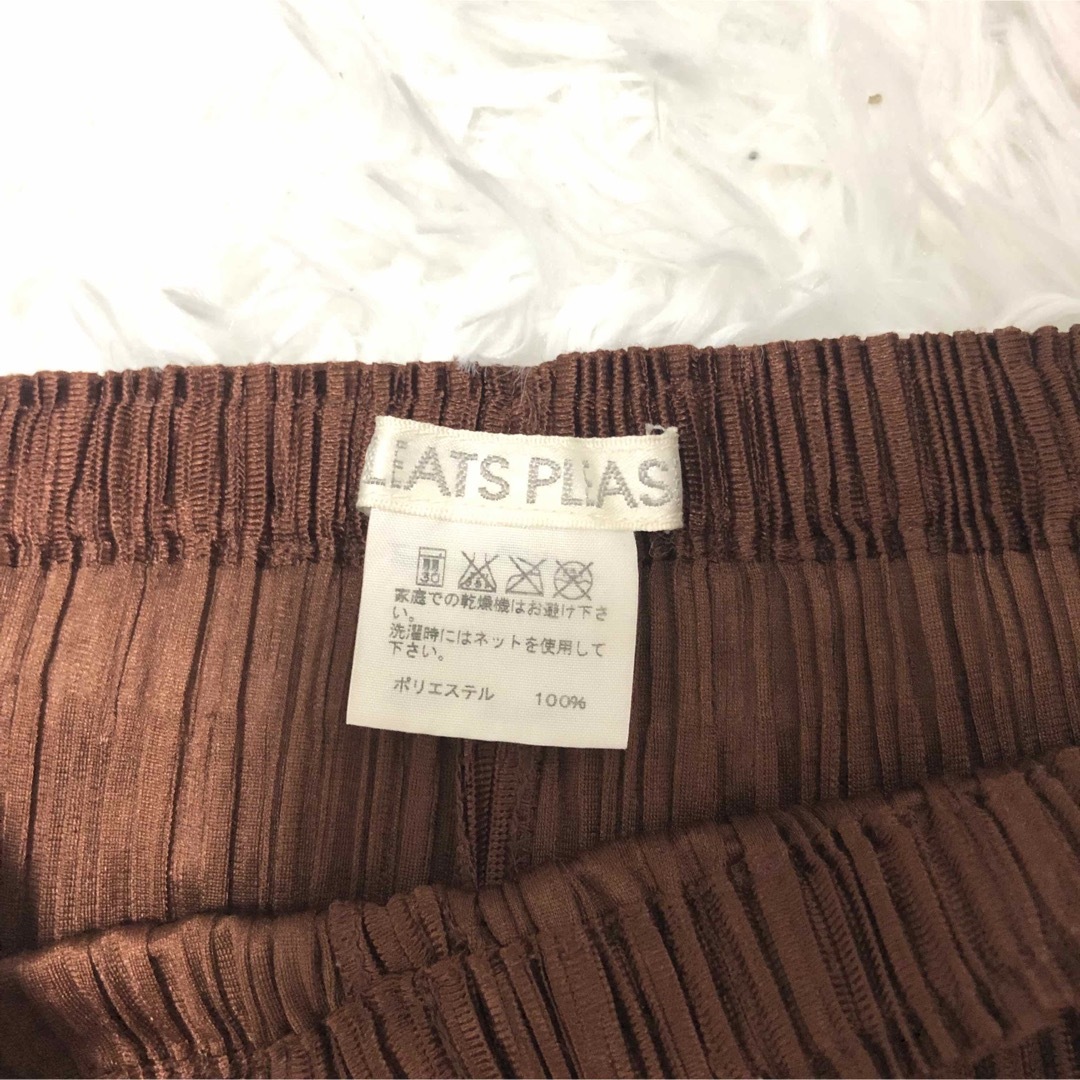 LEATS PLEAS
30
家庭での乾燥機はお避け下さ
い。
洗濯時にはネットを使用して
下さい。
ポリエステル 100%